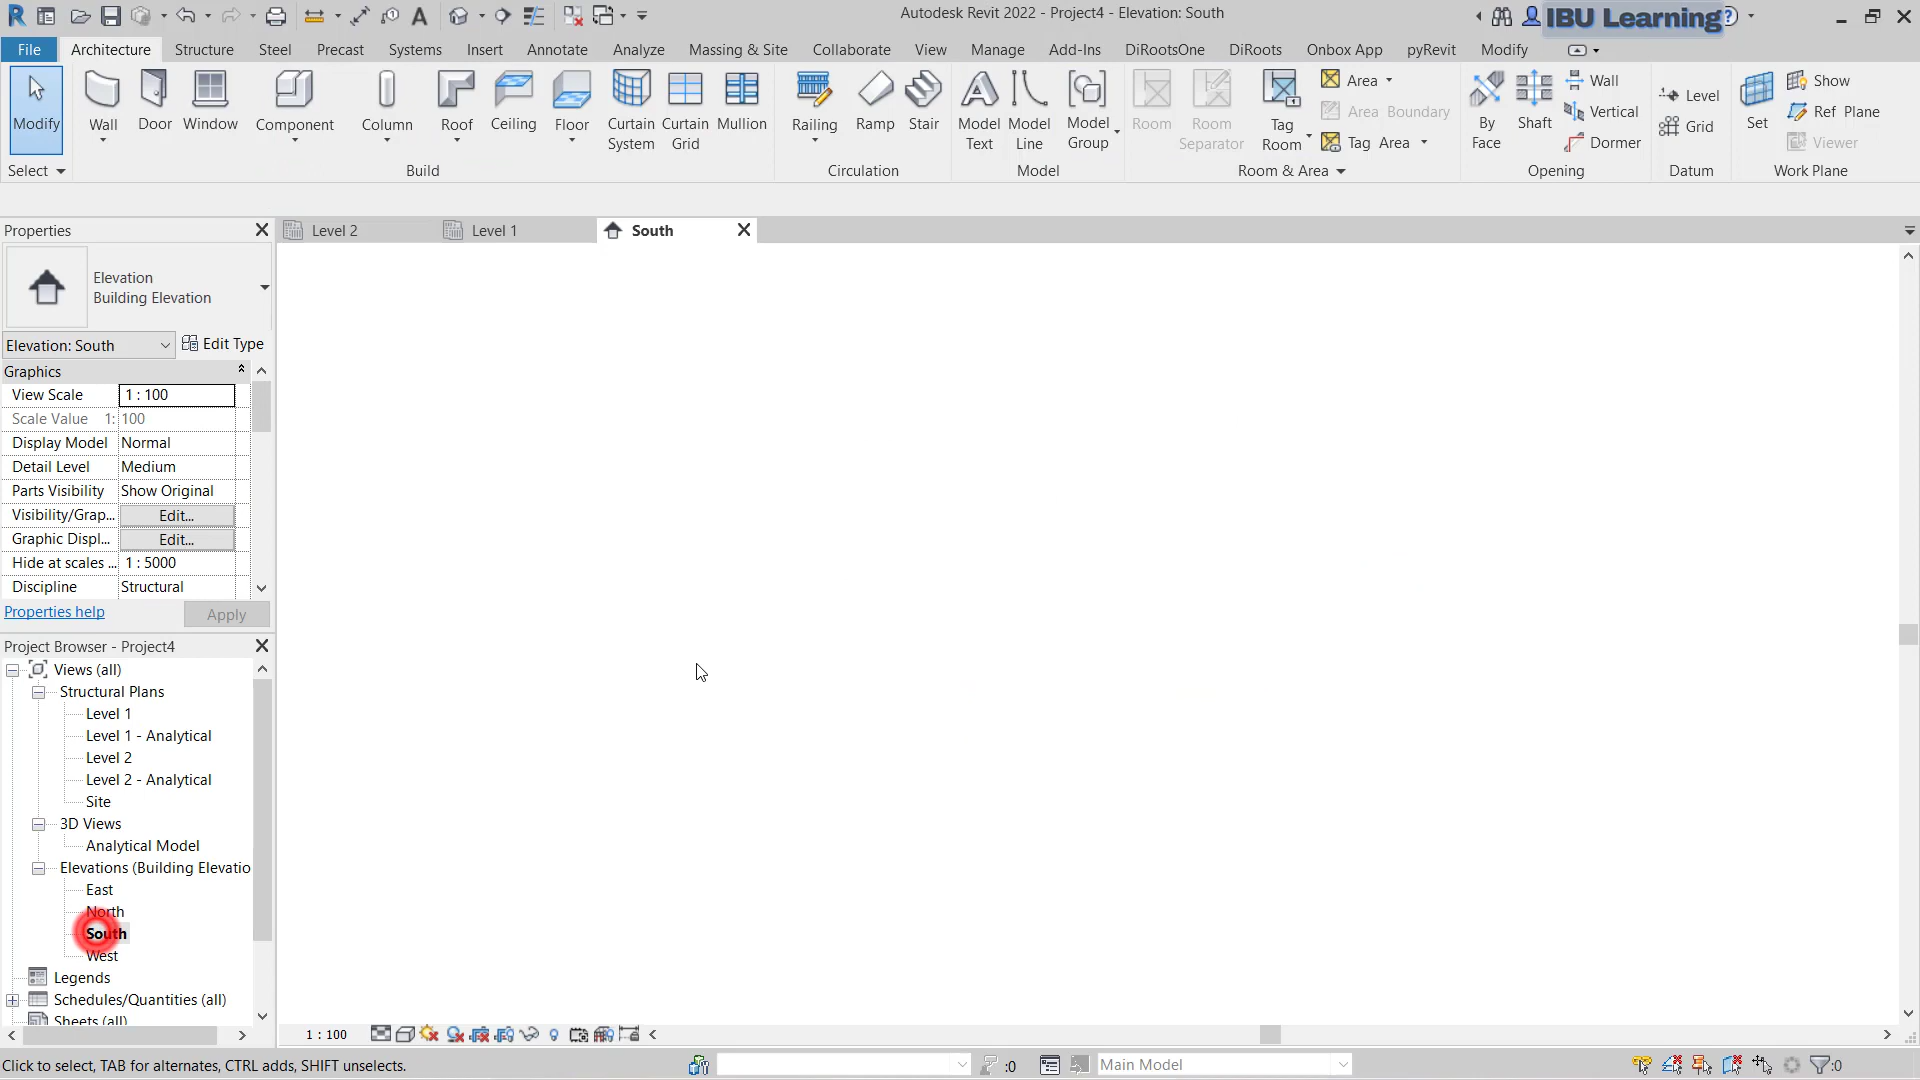 Autodesk Revit 2022 - Project4 - Elevation: South
IBU Learning
File Architecture Structure Steel Precast Systems Insert Annotate Analyze Massing & Site Collaborate View Manage Add-Ins DiRootsOne DiRoots Onbox App pyRevit Modify
Modify
Wall
Door
Window
Component
Column
Roof
Ceiling
Floor
Curtain System
Curtain Grid
Mullion
Railing
Ramp
Stair
Model Text
Model Line
Model Group
Room
Room Separator
Tag Room
Area
Area Boundary
Tag Area
By Face
Shaft
Wall
Vertical
Dormer
Level
Grid
Set
Show
Ref Plane
Viewer
Select Build Circulation Model Room & Area Opening Datum Work Plane
Properties
Level 2 Level 1 South
Elevation
Building Elevation
Elevation: South Edit Type
Graphics
View Scale 1 : 100
Scale Value 1: 100
Display Model Normal
Detail Level Medium
Parts Visibility Show Original
Visibility/Grap... Edit...
Graphic Displ... Edit...
Hide at scales ... 1 : 5000
Discipline Structural
Properties help Apply
Project Browser - Project4
Views (all)
Structural Plans
Level 1
Level 1 - Analytical
Level 2
Level 2 - Analytical
Site
3D Views
Analytical Model
Elevations (Building Elevatio
East
North
South
West
Legends
Schedules/Quantities (all)
Sheets (all)
1 : 100
Click to select, TAB for alternates, CTRL adds, SHIFT unselects.
:0
Main Model
:0